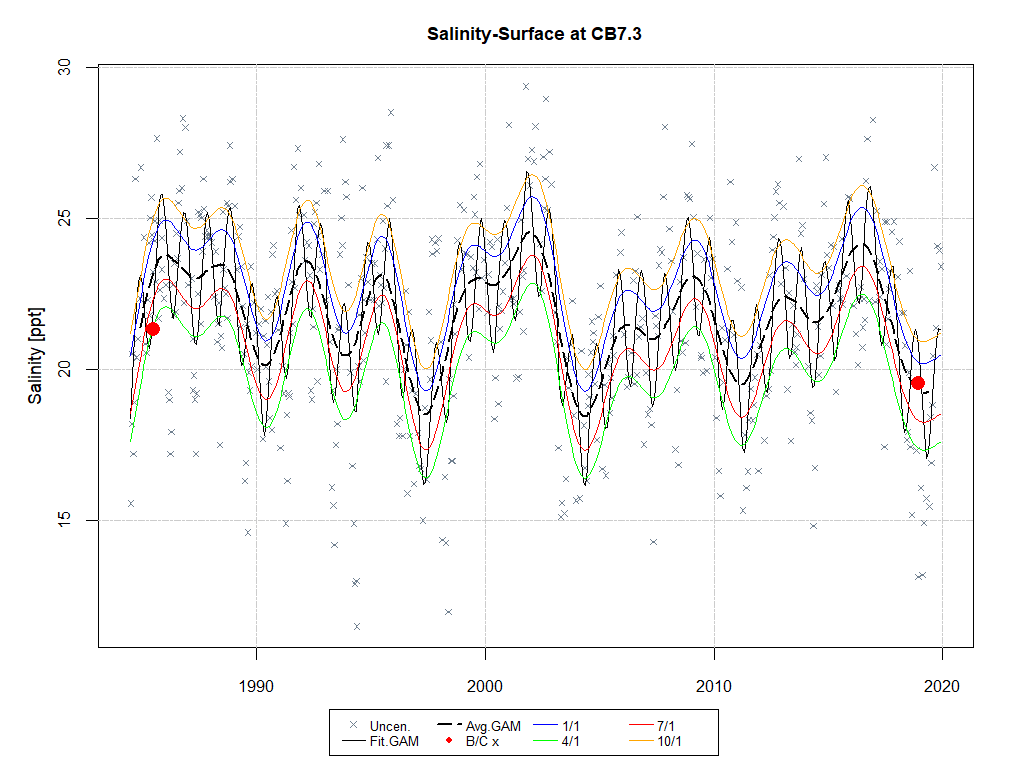 Salinity-Surface at CB7.3
30
25
20
15
Salinity [ppt]
1990
2000
2010
2020
Uncen. Avg.GAM 1/1 7/1
Fit.GAM B/C x 4/1 10/1